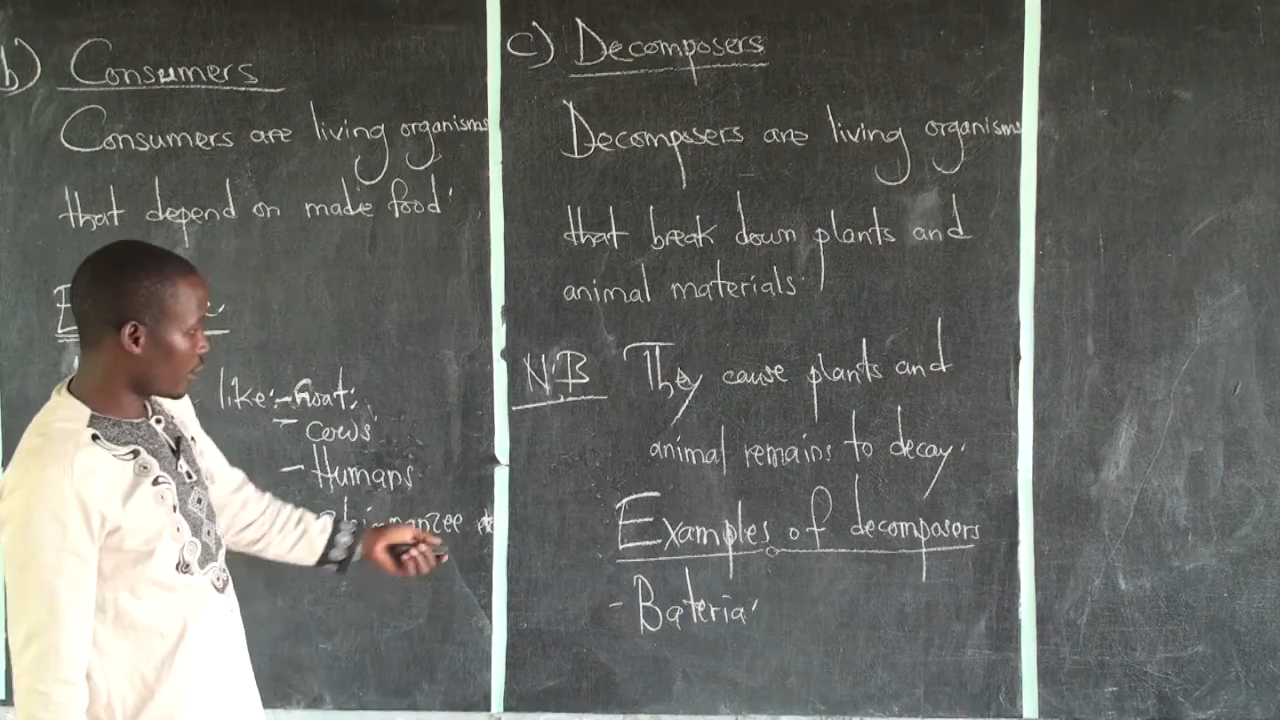 b) Consumers
Consumers are living organisms
that depend on made food.
like:-Goat;
- Cows
- Humans
c) Decomposers
Decomposers are living organisms
that break down plants and
animal materials.
N.B They cause plants and
animal remains to decay.
Examples of decomposers
- Bateria